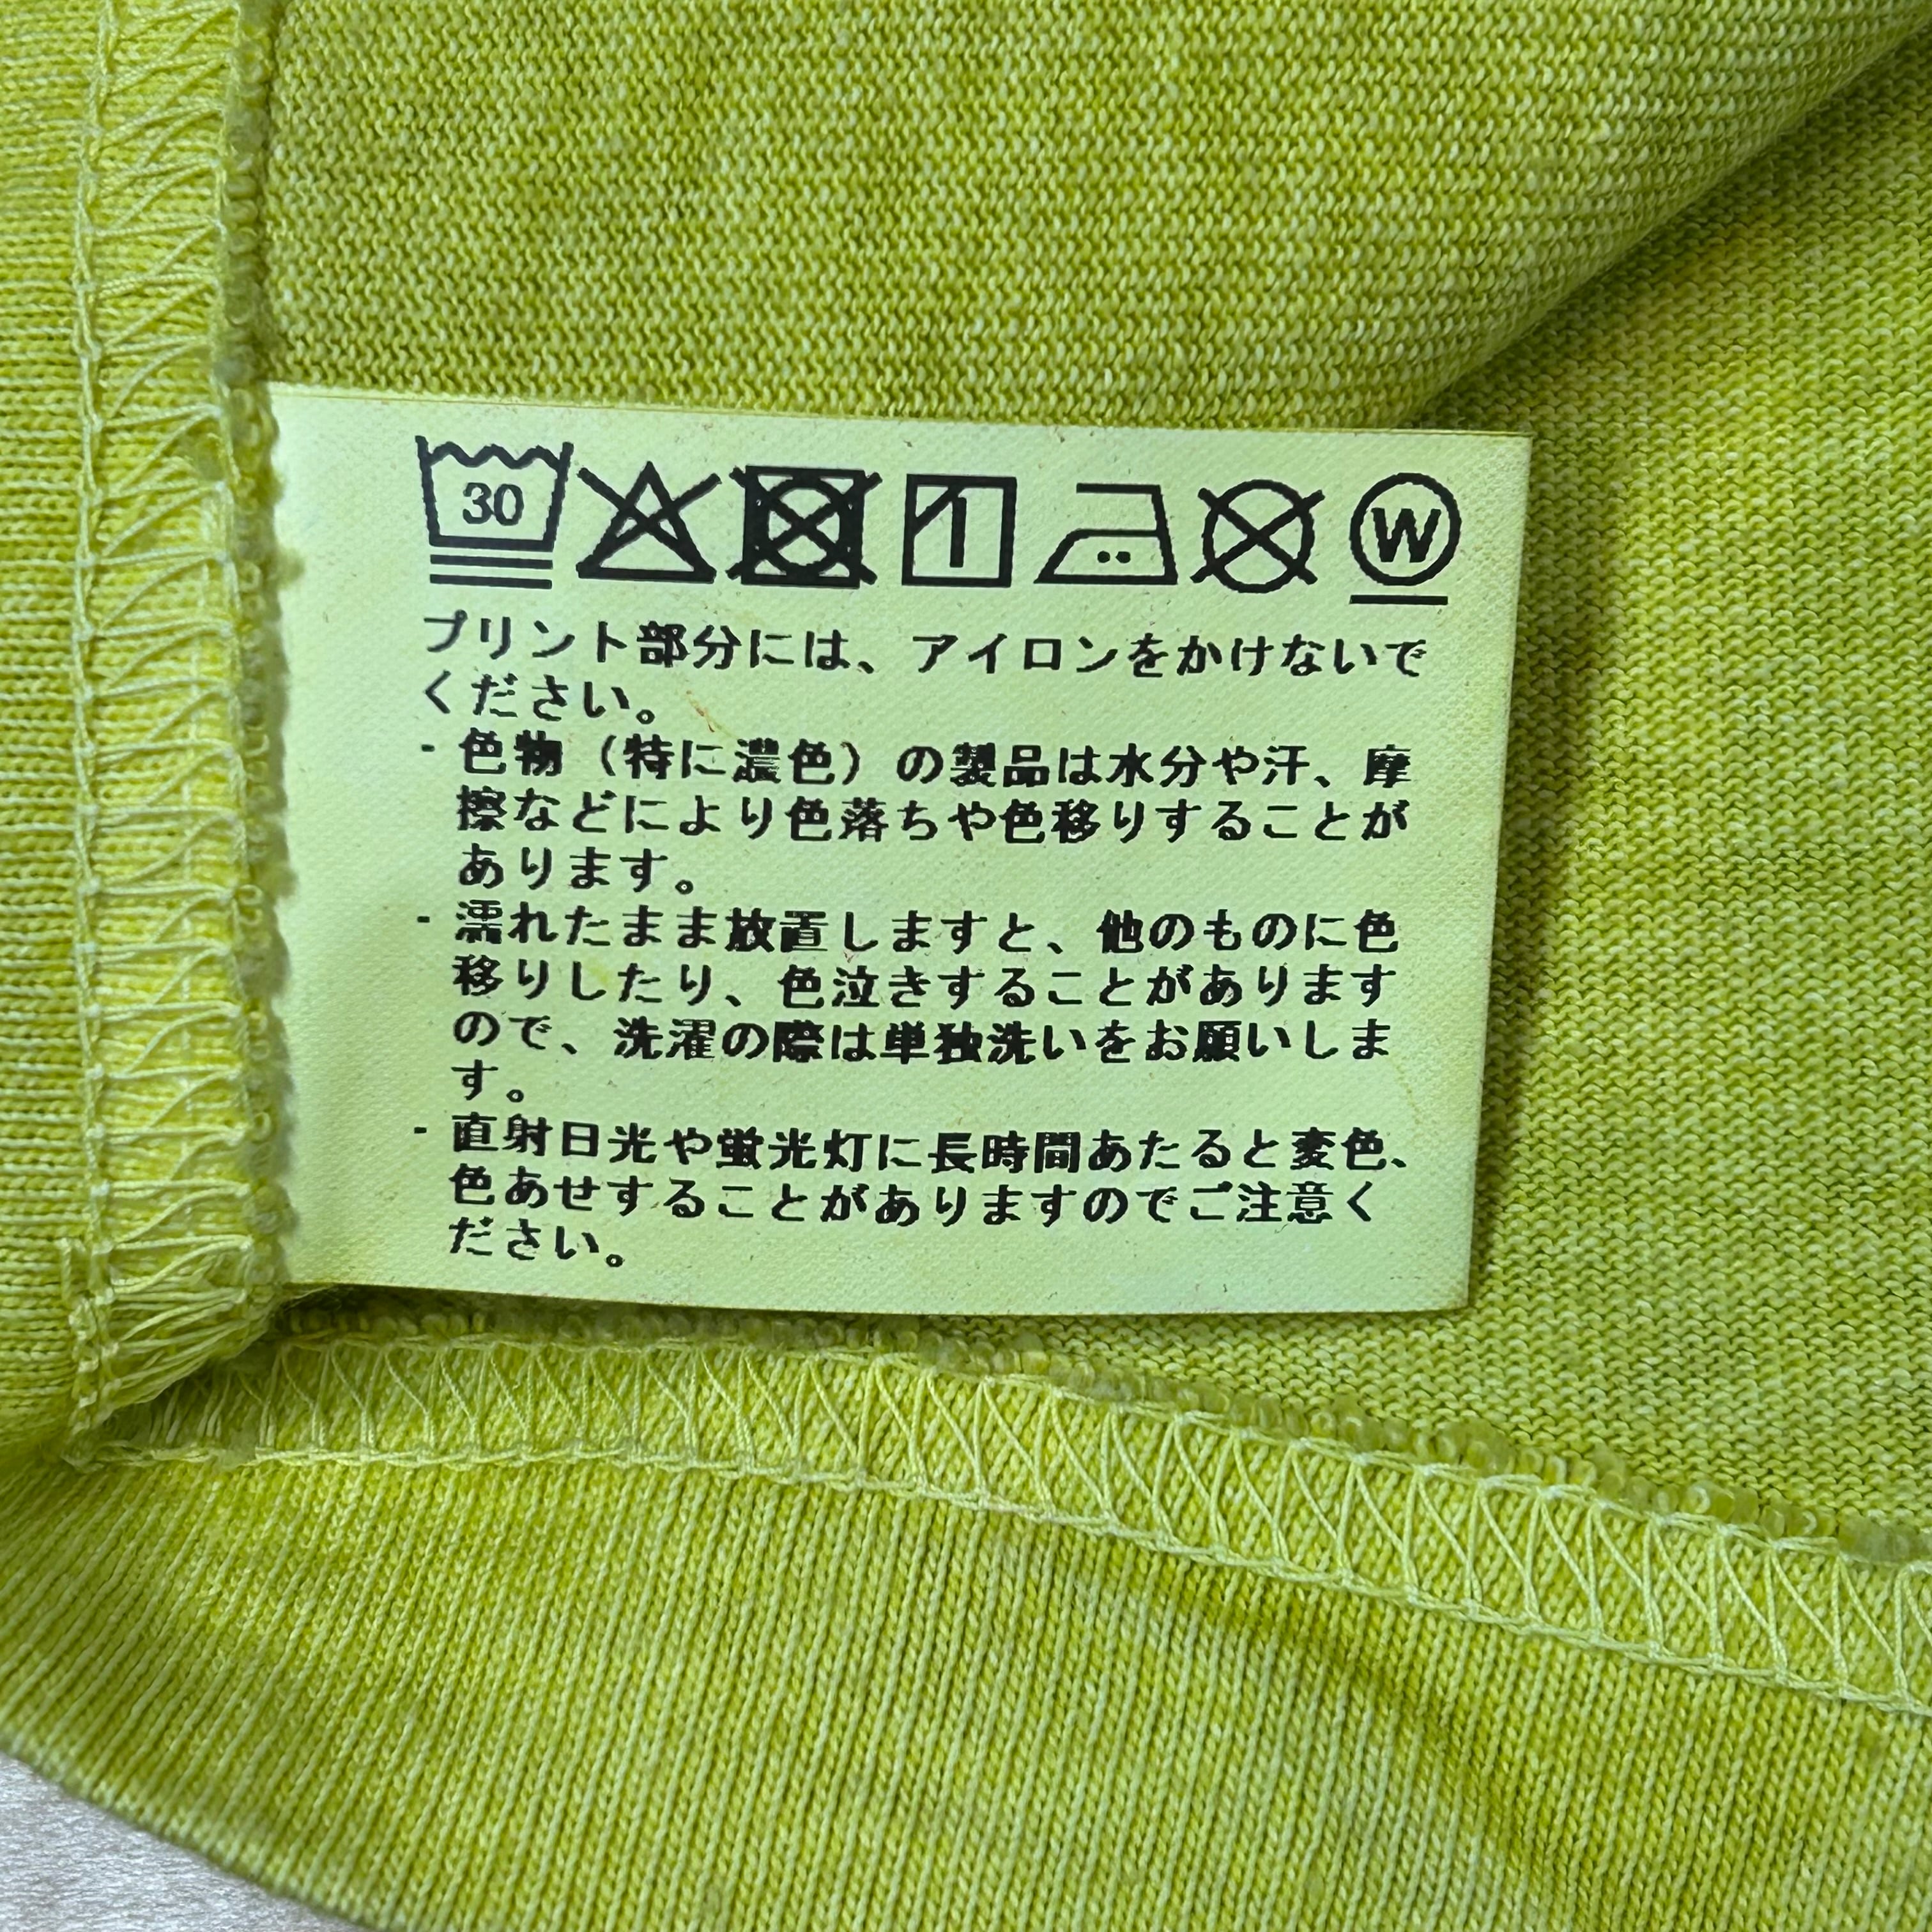 30
W
プリント部分には、アイロンをかけないで
ください。
- 色物（特に濃色）の製品は水分や汗、摩
擦などにより色落ちや色移りすることが
あります。
- 濡れたまま放置しますと、他のものに色
移りしたり、色泣きすることがあります
ので、洗濯の際は単独洗いをお願いしま
す。
- 直射日光や蛍光灯に長時間あたると変色、
色あせすることがありますのでご注意く
ださい。